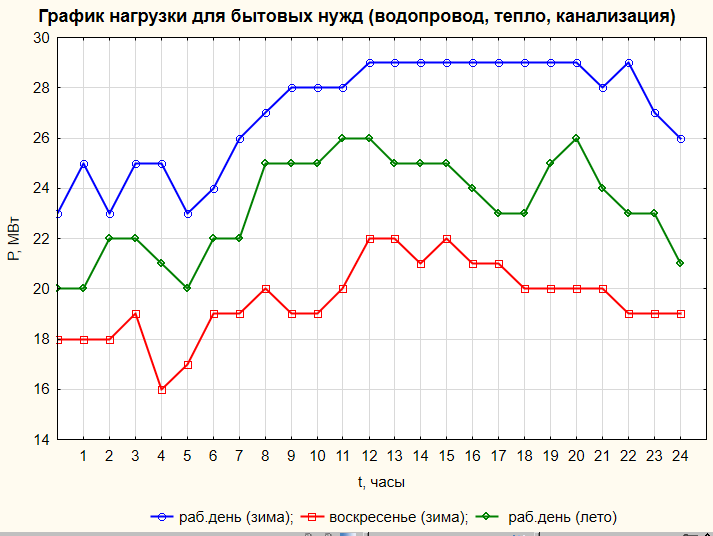 График нагрузки для бытовых нужд (водопровод, тепло, канализация)
30
28
26
24
22
20
18
16
14
P, МВт
1 2 3 4 5 6 7 8 9 10 11 12 13 14 15 16 17 18 19 20 21 22 23 24
t, часы
раб.день (зима); воскресенье (зима); раб.день (лето)